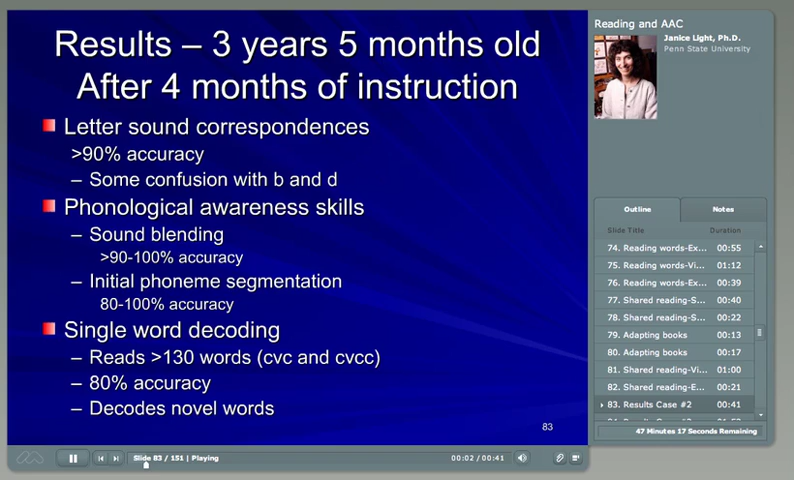 Results – 3 years 5 months old
After 4 months of instruction
Letter sound correspondences
>90% accuracy
– Some confusion with b and d
Phonological awareness skills
– Sound blending
>90-100% accuracy
– Initial phoneme segmentation
80-100% accuracy
Single word decoding
– Reads >130 words (cvc and cvcc)
– 80% accuracy
– Decodes novel words
83
Reading and AAC
Janice Light, Ph.D.
Penn State University
Outline Notes
Slide Title Duration
74. Reading words-Ex... 00:55
75. Reading words-Vi... 01:12
76. Reading words-Ex... 00:39
77. Shared reading-S... 00:40
78. Shared reading-S... 00:22
79. Adapting books 00:13
80. Adapting books 00:17
81. Shared reading-Vi... 01:00
82. Shared reading-E... 00:21
83. Results Case #2 00:41
47 Minutes 17 Seconds Remaining
Slide 83 / 151 | Playing
00:02 / 00:41